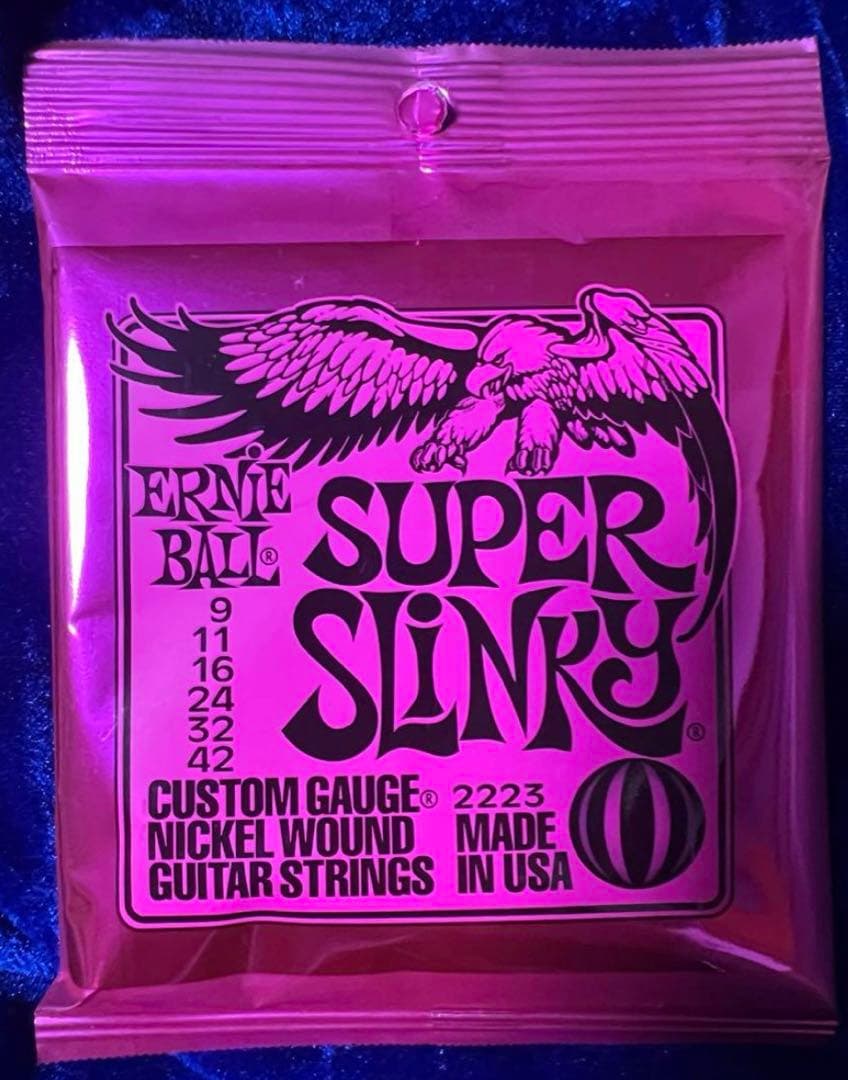 ERNiE
BALL®
SUPER
SLiNKY®
9
11
16
24
32
42
CUSTOM GAUGE® 2223
NICKEL WOUND MADE
GUITAR STRINGS IN USA